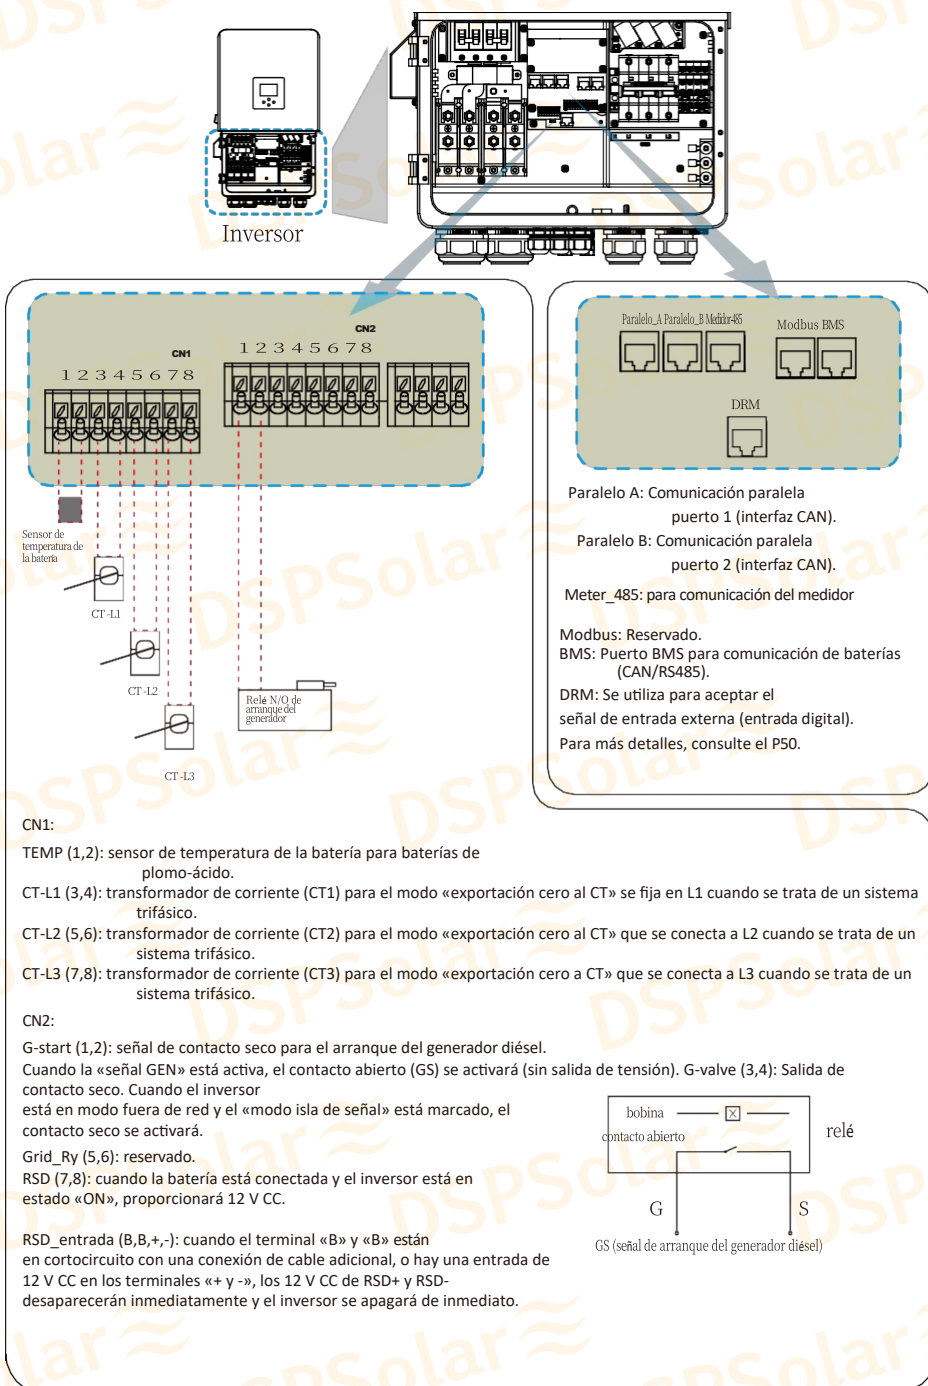 Inversor
CN2
1 2 3 4 5 6 7 8
CN1
1 2 3 4 5 6 7 8
Sensor de
temperatura de
la batería
CT -L1
CT -L2
CT -L3
Relé N/O de
arranque del
generador
Paralelo_A Paralelo_B Medidor-485
Modbus BMS
DRM
Paralelo A: Comunicación paralela
puerto 1 (interfaz CAN).
Paralelo B: Comunicación paralela
puerto 2 (interfaz CAN).
Meter_485: para comunicación del medidor
Modbus: Reservado.
BMS: Puerto BMS para comunicación de baterías
(CAN/RS485).
DRM: Se utiliza para aceptar el
señal de entrada externa (entrada digital).
Para más detalles, consulte el P50.
CN1:
TEMP (1,2): sensor de temperatura de la batería para baterías de
plomo-ácido.
CT-L1 (3,4): transformador de corriente (CT1) para el modo «exportación cero al CT» se fija en L1 cuando se trata de un sistema
trifásico.
CT-L2 (5,6): transformador de corriente (CT2) para el modo «exportación cero al CT» que se conecta a L2 cuando se trata de un
sistema trifásico.
CT-L3 (7,8): transformador de corriente (CT3) para el modo «exportación cero a CT» que se conecta a L3 cuando se trata de un
sistema trifásico.
CN2:
G-start (1,2): señal de contacto seco para el arranque del generador diésel.
Cuando la «señal GEN» está activa, el contacto abierto (GS) se activará (sin salida de tensión). G-valve (3,4): Salida de
contacto seco. Cuando el inversor
está en modo fuera de red y el «modo isla de señal» está marcado, el
contacto seco se activará.
Grid_Ry (5,6): reservado.
RSD (7,8): cuando la batería está conectada y el inversor está en
estado «ON», proporcionará 12 V CC.
RSD_entrada (B,B,+,-): cuando el terminal «B» y «B» están
en cortocircuito con una conexión de cable adicional, o hay una entrada de
12 V CC en los terminales «+ y -», los 12 V CC de RSD+ y RSD-
desaparecerán inmediatamente y el inversor se apagará de inmediato.
bobina
contacto abierto
relé
G
S
GS (señal de arranque del generador diésel)
DSPSolar